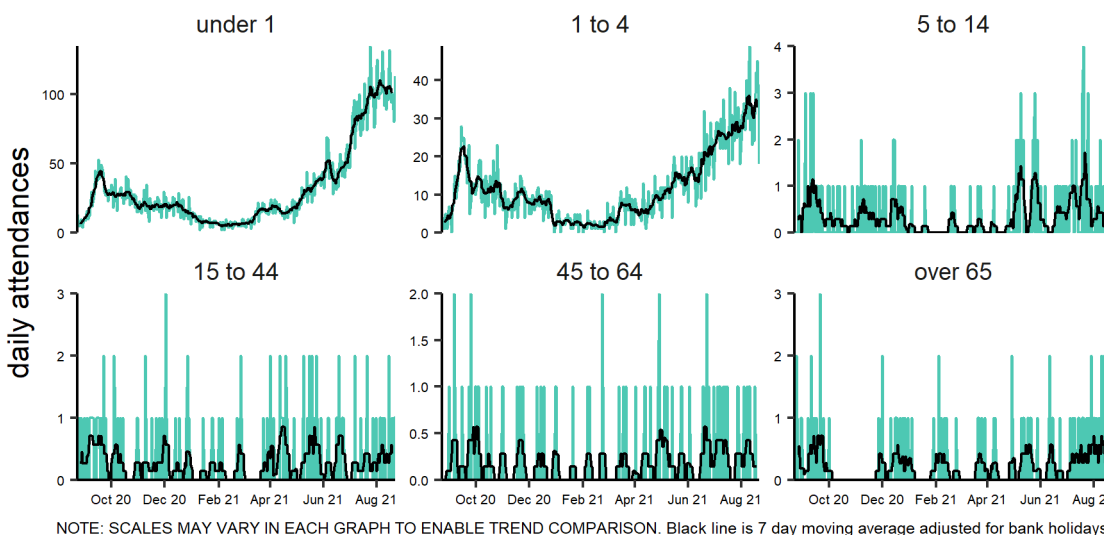 under 1
1 to 4
5 to 14
daily attendances
100
50
0
40
30
20
10
0
4
3
2
1
0
15 to 44
45 to 64
over 65
3
2
1
0
2.0
1.5
1.0
0.5
0.0
3
2
1
0
Oct 20 Dec 20 Feb 21 Apr 21 Jun 21 Aug 21
Oct 20 Dec 20 Feb 21 Apr 21 Jun 21 Aug 21
Oct 20 Dec 20 Feb 21 Apr 21 Jun 21 Aug 2
NOTE: SCALES MAY VARY IN EACH GRAPH TO ENABLE TREND COMPARISON. Black line is 7 day moving average adjusted for bank holidays